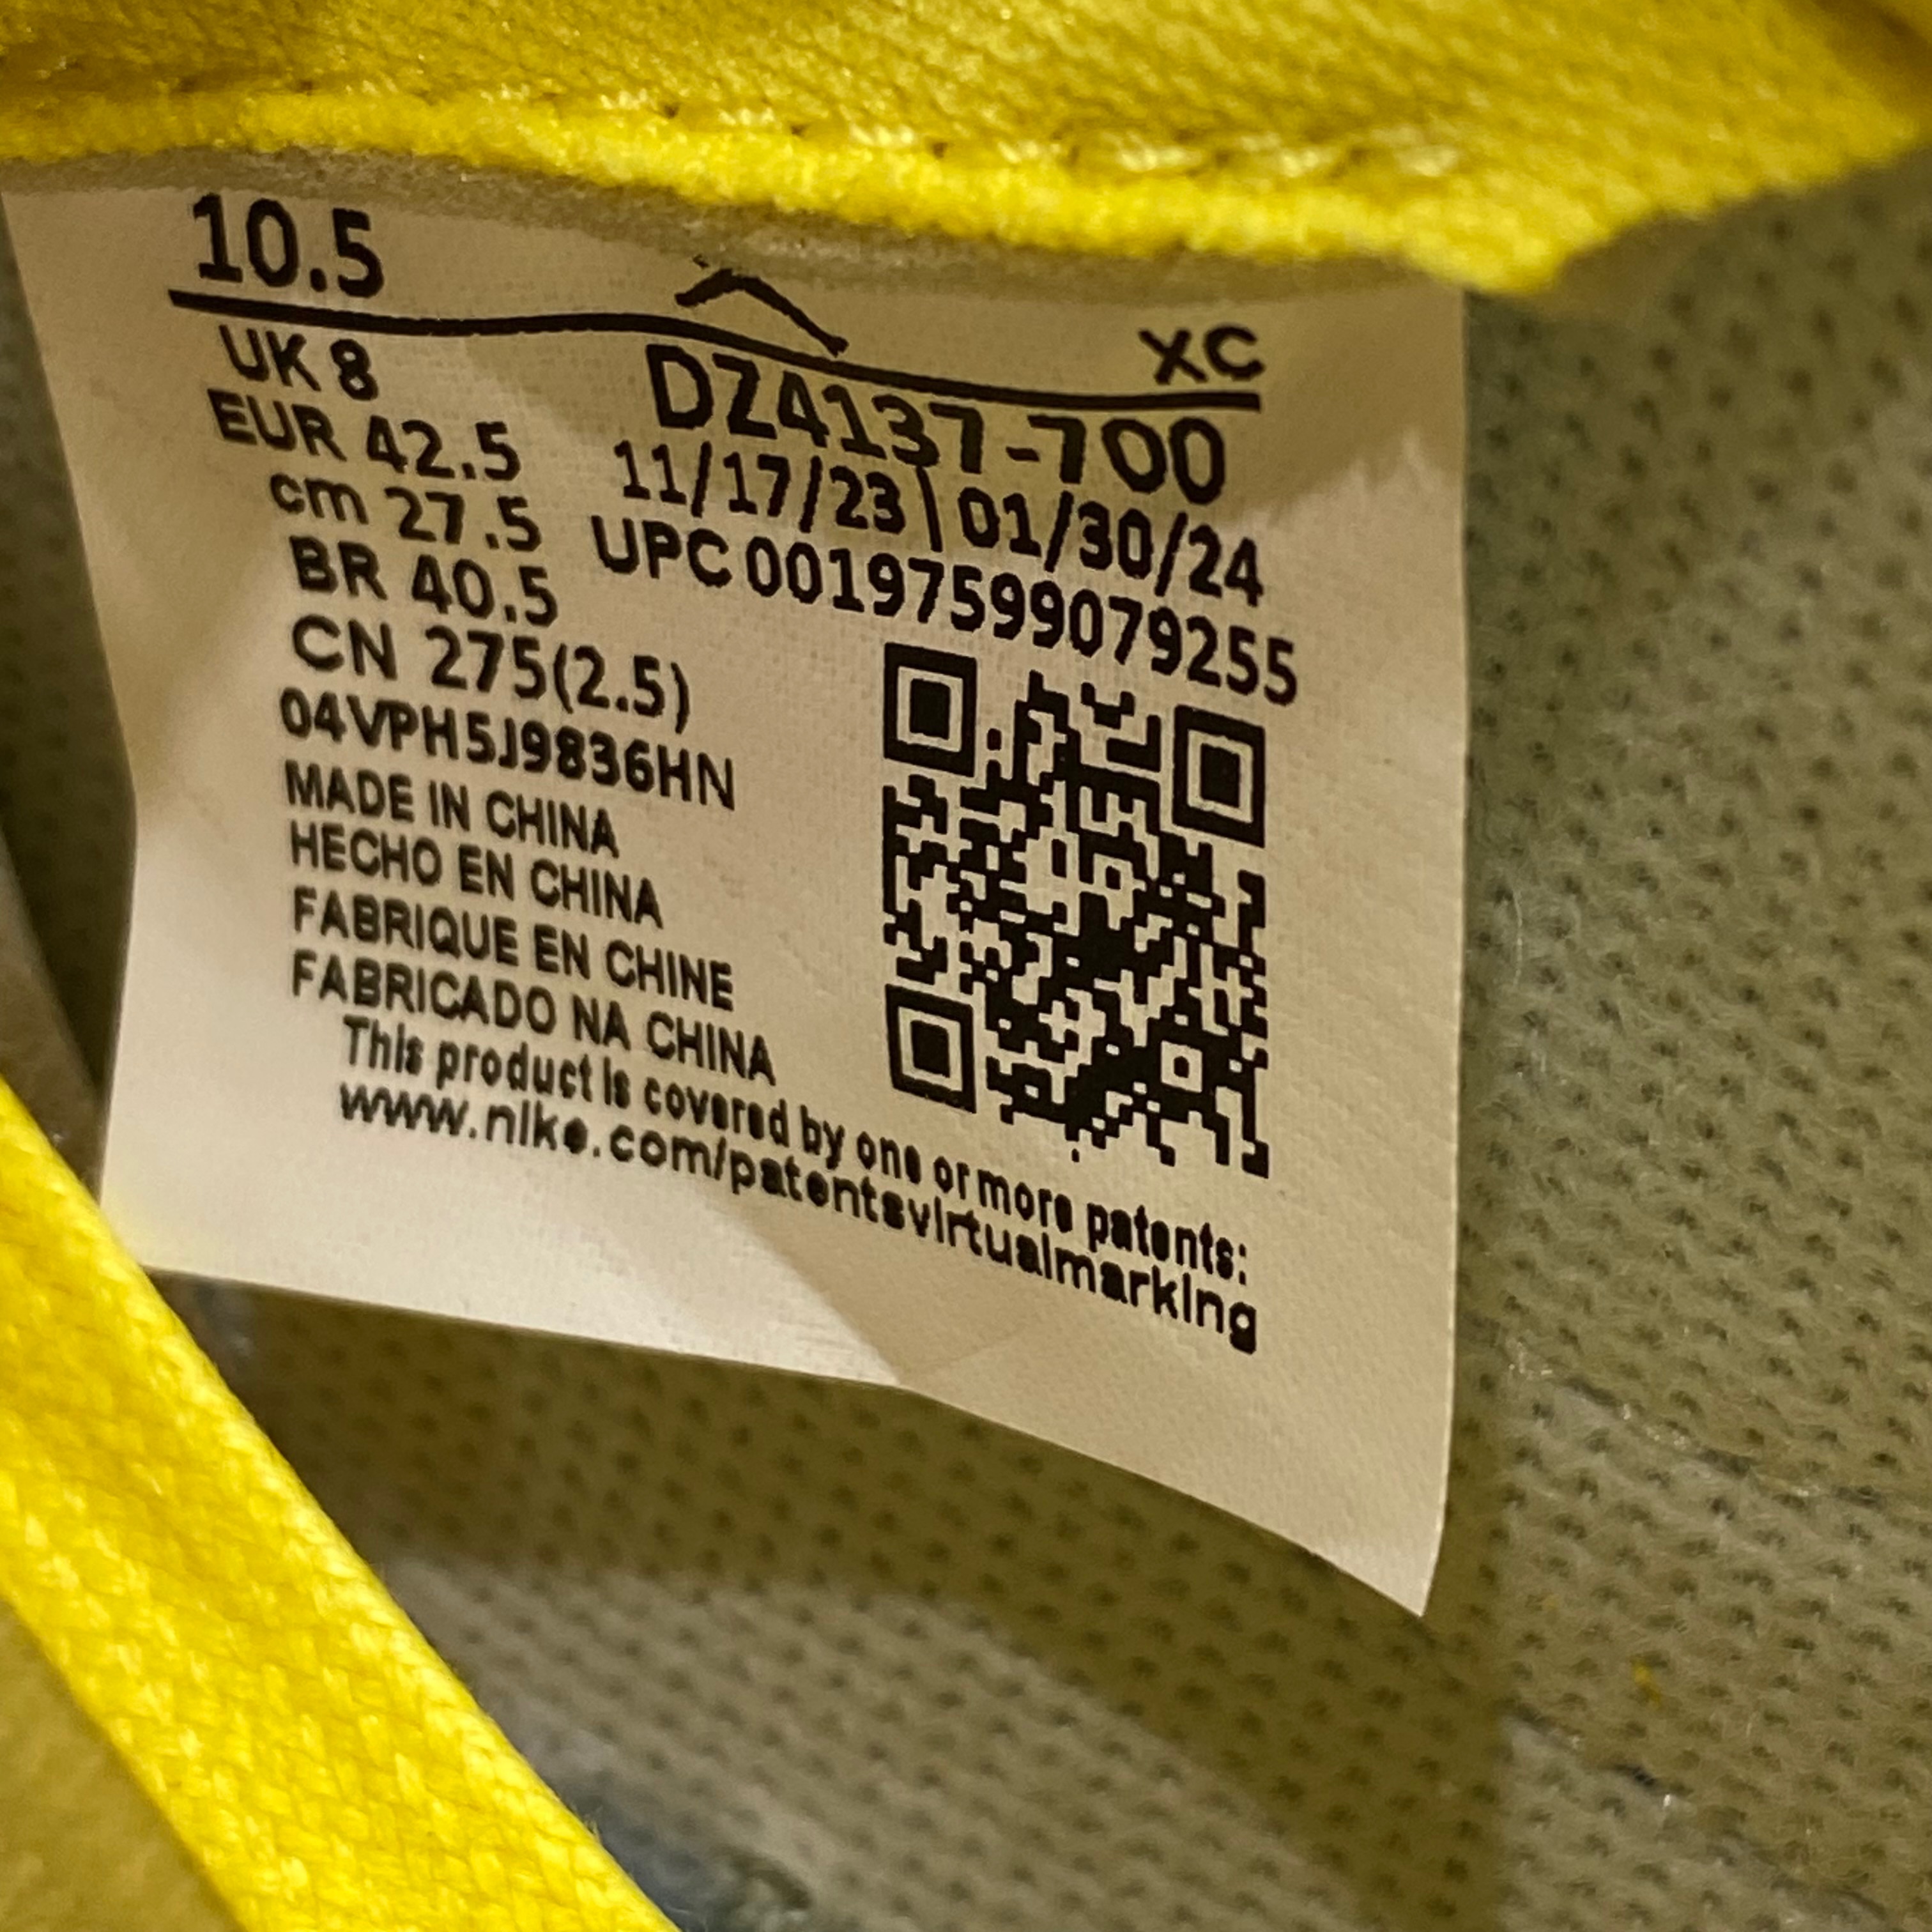 10.5
XC
UK 8
DZ4137-700
EUR 42.5
11/17/23 | 01/30/24
cm 27.5
UPC 00197599079255
BR 40.5
CN 275(2.5)
04VPH5J9836HN
MADE IN CHINA
HECHO EN CHINA
FABRIQUE EN CHINE
FABRICADO NA CHINA
This product is covered by one or more patents:
www.nike.com/patentsvirtualmarking